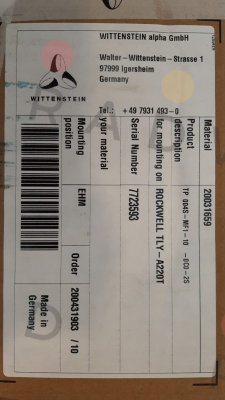 WITTENSTEIN alpha GmbH
Walter-Wittenstein-Strasse 1
97999 Igersheim
Germany
Tel.: +49 7931 493-0
WITTENSTEIN
Material 20031659
Product description TP 004S-MF1-10 -DC0-2S
for mounting on ROCKWELL TLY-A220T
Serial Number 7723593
your material
Mounting position EHM Order 200431903 /10
Made in
Germany